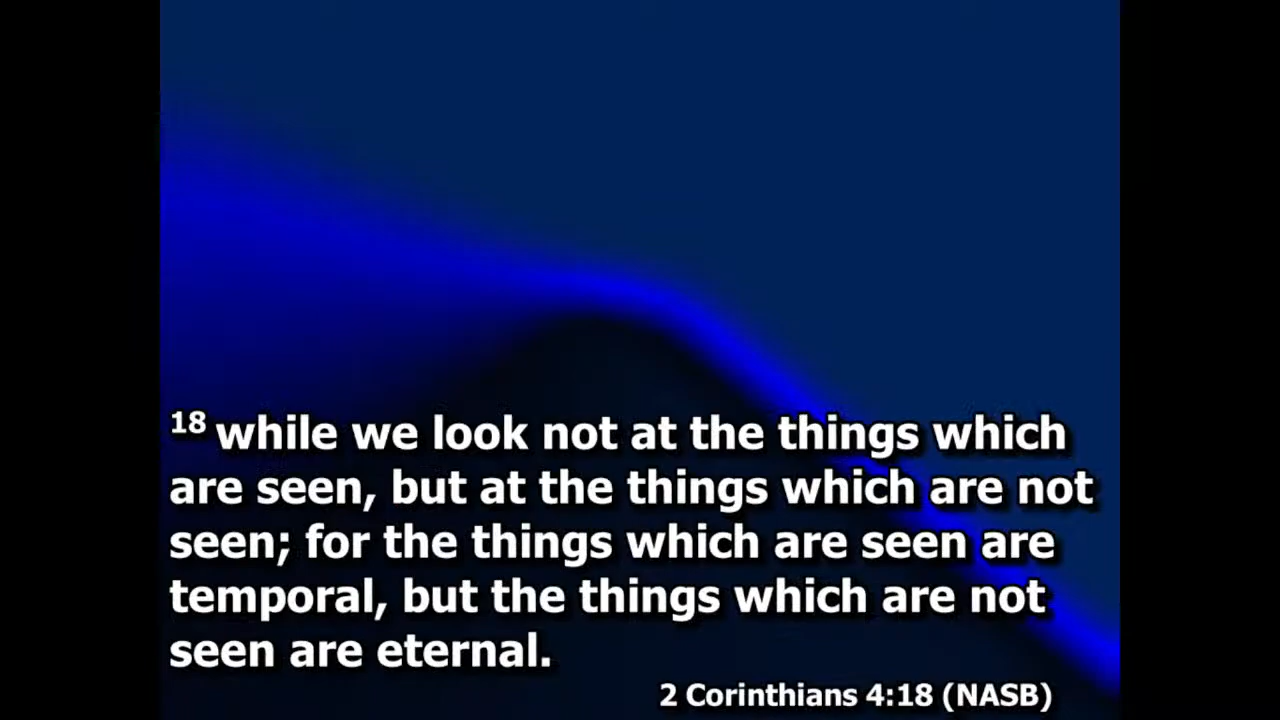 18 while we look not at the things which
are seen, but at the things which are not
seen; for the things which are seen are
temporal, but the things which are not
seen are eternal.
2 Corinthians 4:18 (NASB)